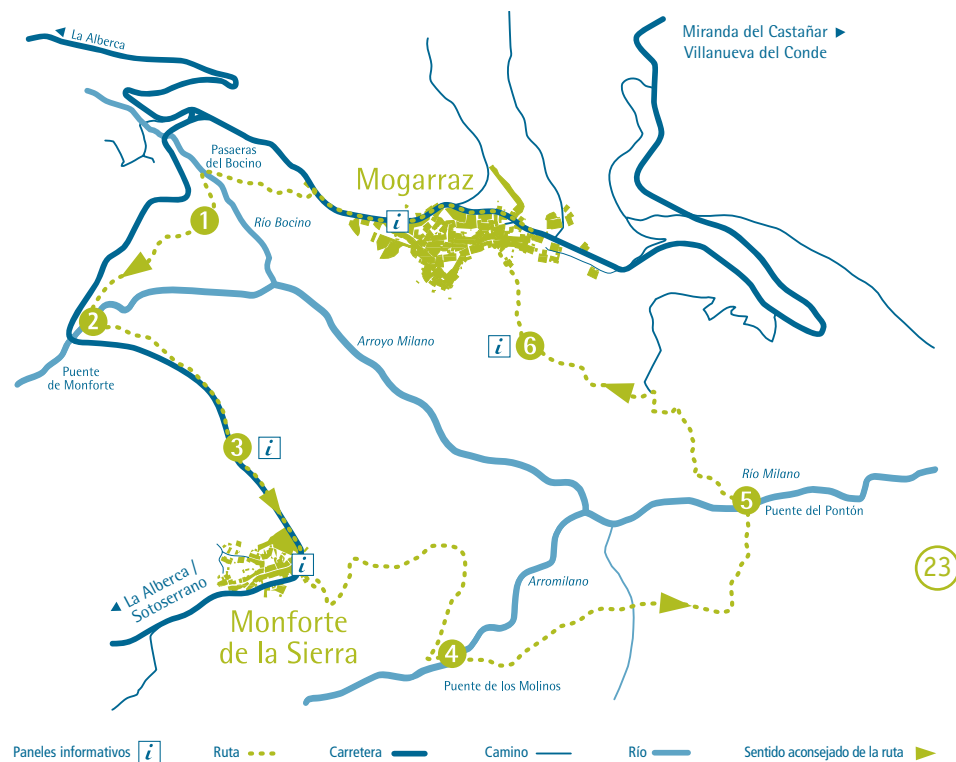 ◀ La Alberca
Miranda del Castañar ▶
Villanueva del Conde
Pasaeras
del Bocino
Mogarraz
i
1
Río Bocino
2
Arroyo Milano
i
6
Puente
de Monforte
3
i
Río Milano
5
Puente del Pontón
i
23
▲ La Alberca /
Sotoserrano
Arromilano
Monforte
de la Sierra
4
Puente de los Molinos
Paneles informativos i Ruta Carretera Camino Río Sentido aconsejado de la ruta